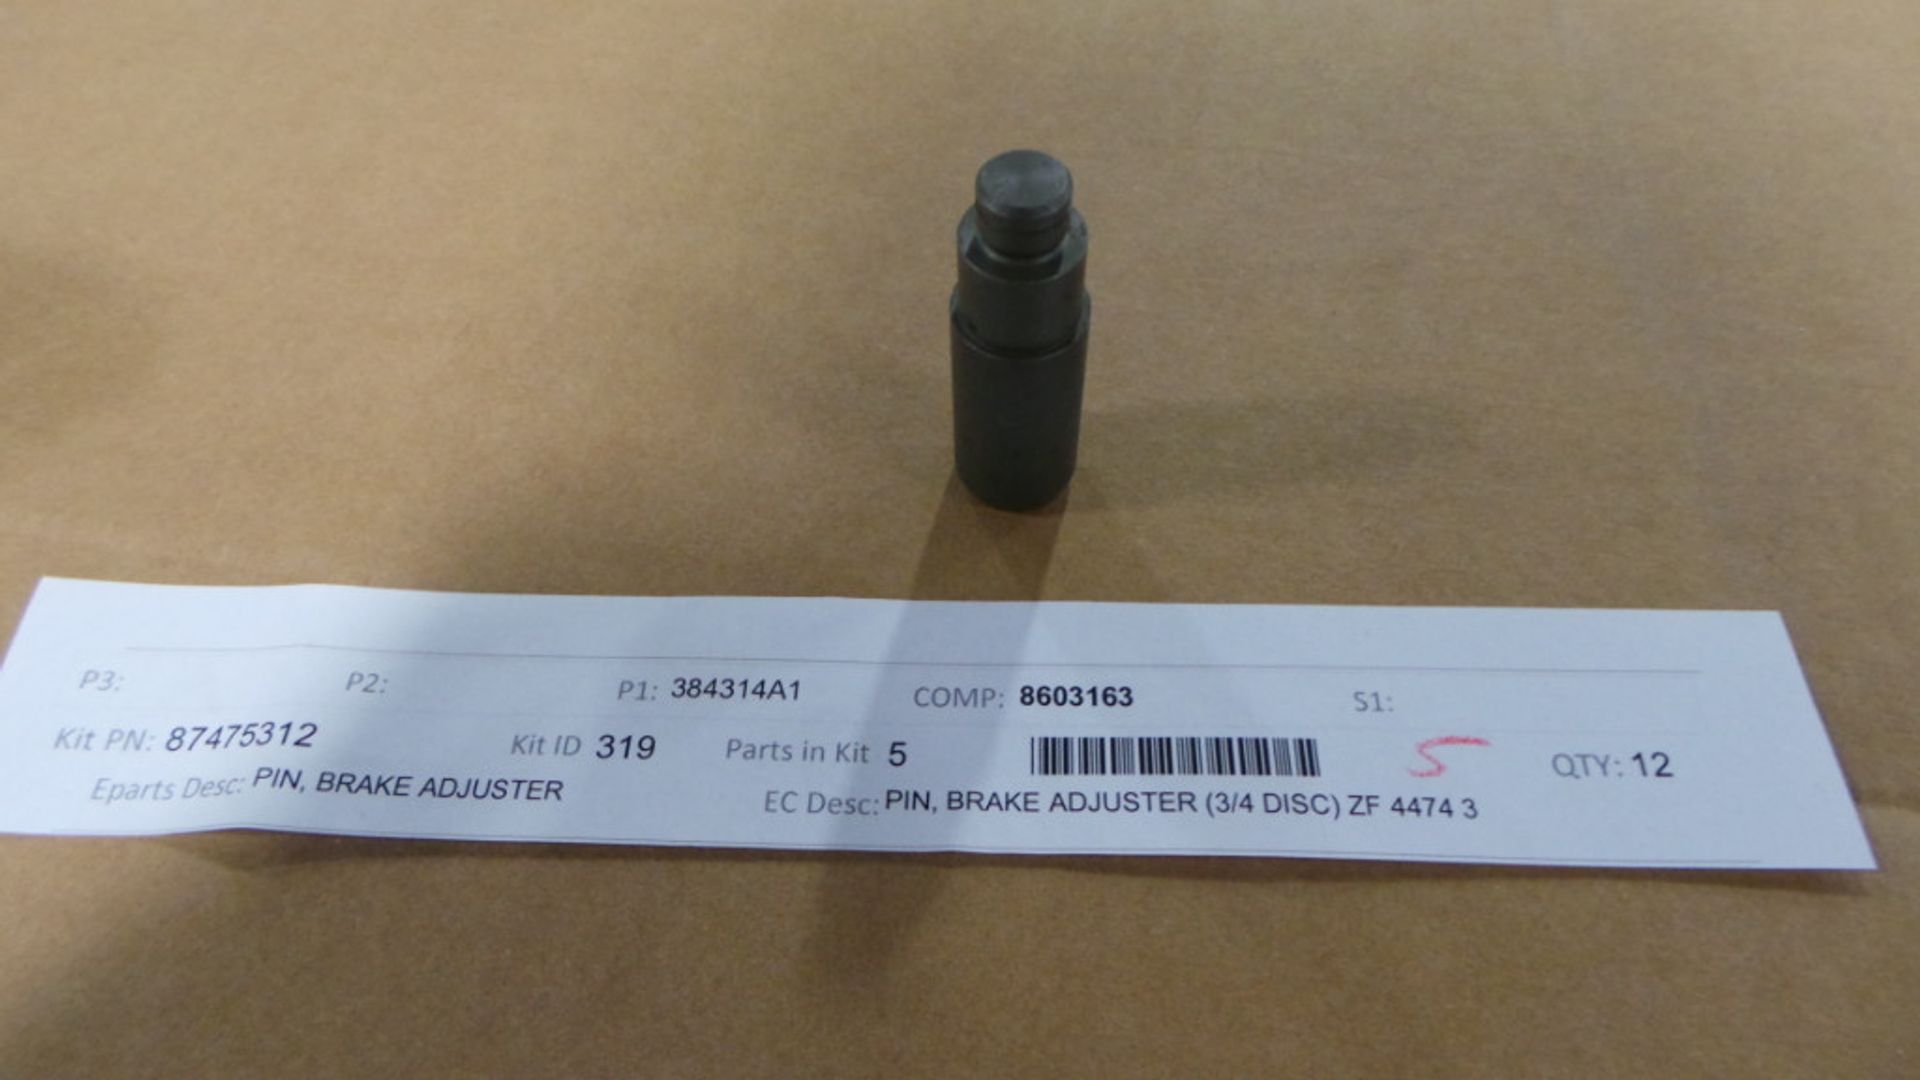 P3: P2: P1: 384314A1 COMP: 8603163 S1:
Kit PN: 87475312 Kit ID 319 Parts in Kit 5 5 QTY: 12
Eparts Desc: PIN, BRAKE ADJUSTER EC Desc: PIN, BRAKE ADJUSTER (3/4 DISC) ZF 4474 3